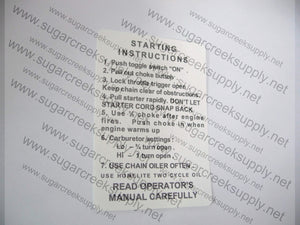 STARTING
INSTRUCTIONS
1. Push toggle switch "ON"
2. Pull out choke button
3. Lock throttle trigger open
Keep chain clear of obstructions
4. Pull starter rapidly. DON'T LET
STARTER CORD SNAP BACK
5. Use ½ choke after engine
fires. Push choke in when
engine warms up
6. Carburetor settings
Lo - ¾ turn open
Hi - 1 turn open
7. USE CHAIN OILER OFTEN
USE HOMELITE TWO CYCLE OIL
READ OPERATOR'S
MANUAL CAREFULLY
www.sugarcreeksupply.net/